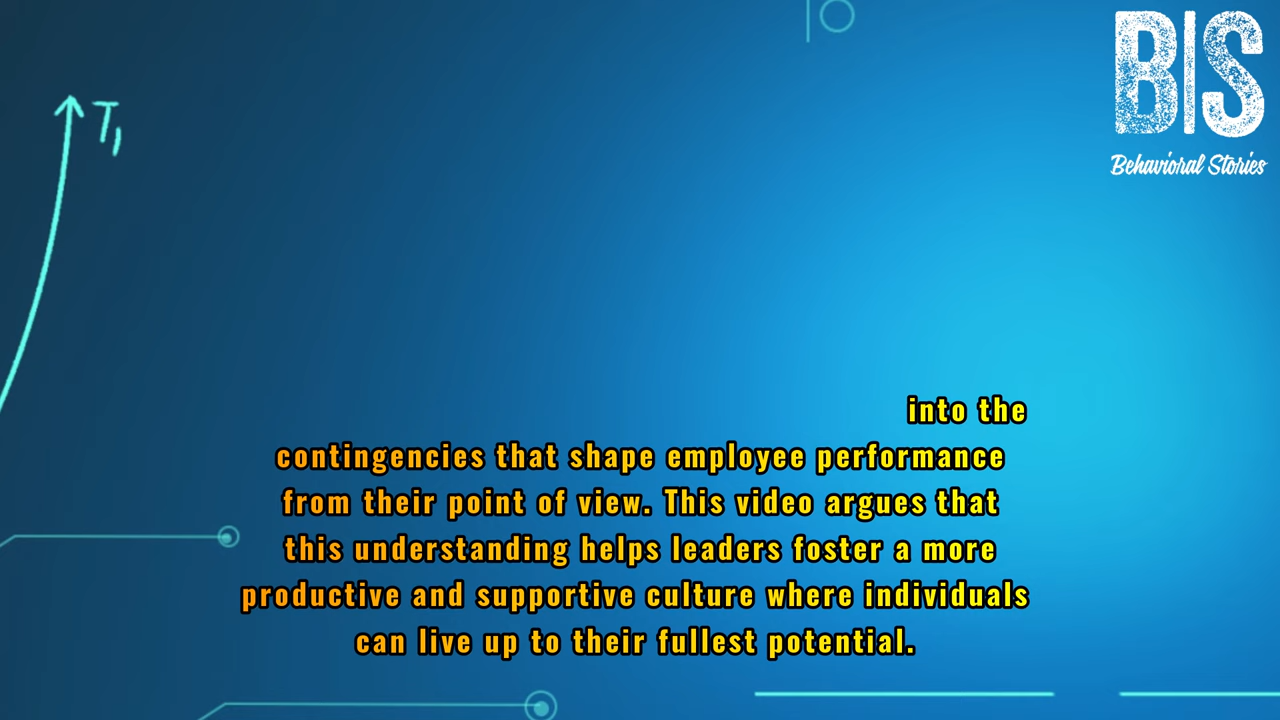 BIS
Behavioral Stories
T₁
into the
contingencies that shape employee performance
from their point of view. This video argues that
this understanding helps leaders foster a more
productive and supportive culture where individuals
can live up to their fullest potential.